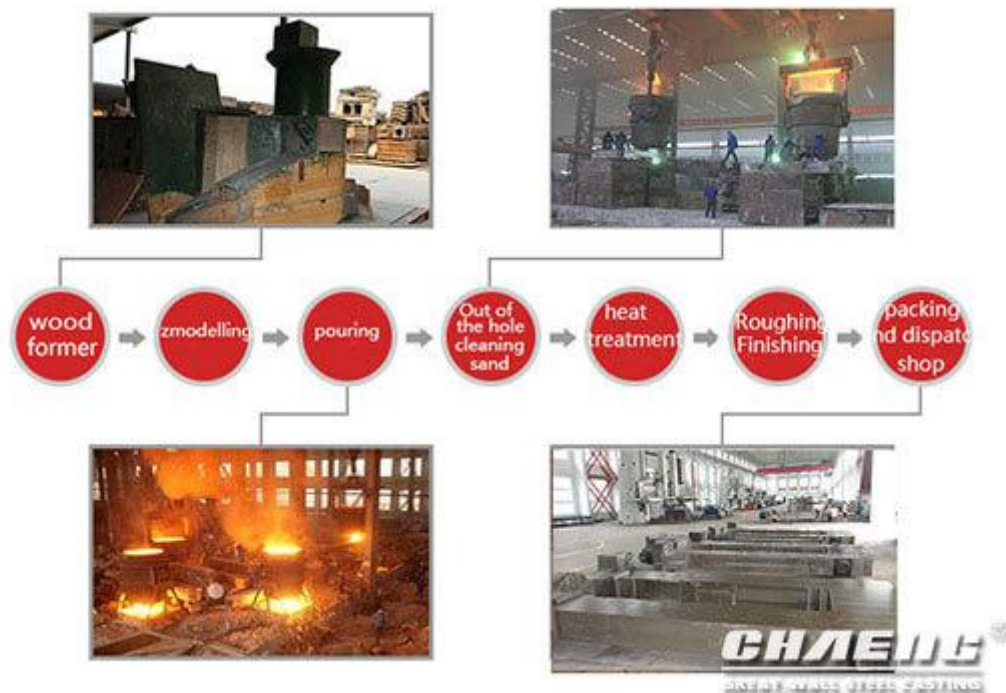 wood
former
zmodelling
pouring
Out of
the hole
cleaning
sand
heat
treatment
Roughing
Finishing
packing
nd dispatc
shop
CHAENG
®
GREAT WALL STEEL CASTING